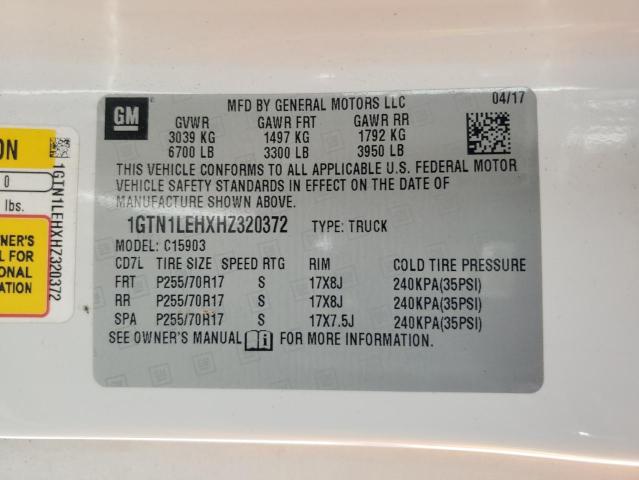 GM
MFD BY GENERAL MOTORS LLC 04/17
GVWR GAWR FRT GAWR RR
3039 KG 1497 KG 1792 KG
6700 LB 3300 LB 3950 LB
THIS VEHICLE CONFORMS TO ALL APPLICABLE U.S. FEDERAL MOTOR
VEHICLE SAFETY STANDARDS IN EFFECT ON THE DATE OF
MANUFACTURE SHOWN ABOVE.
1GTN1LEHXHZ320372 TYPE: TRUCK
MODEL: C15903
CD7L TIRE SIZE SPEED RTG RIM COLD TIRE PRESSURE
FRT P255/70R17 S 17X8J 240KPA(35PSI)
RR P255/70R17 S 17X8J 240KPA(35PSI)
SPA P255/70R17 S 17X7.5J 240KPA(35PSI)
SEE OWNER'S MANUAL i FOR MORE INFORMATION.
ON
0
lbs.
WNER'S
L FOR
ONAL
ATION
1GTN1LEHXHZ320372